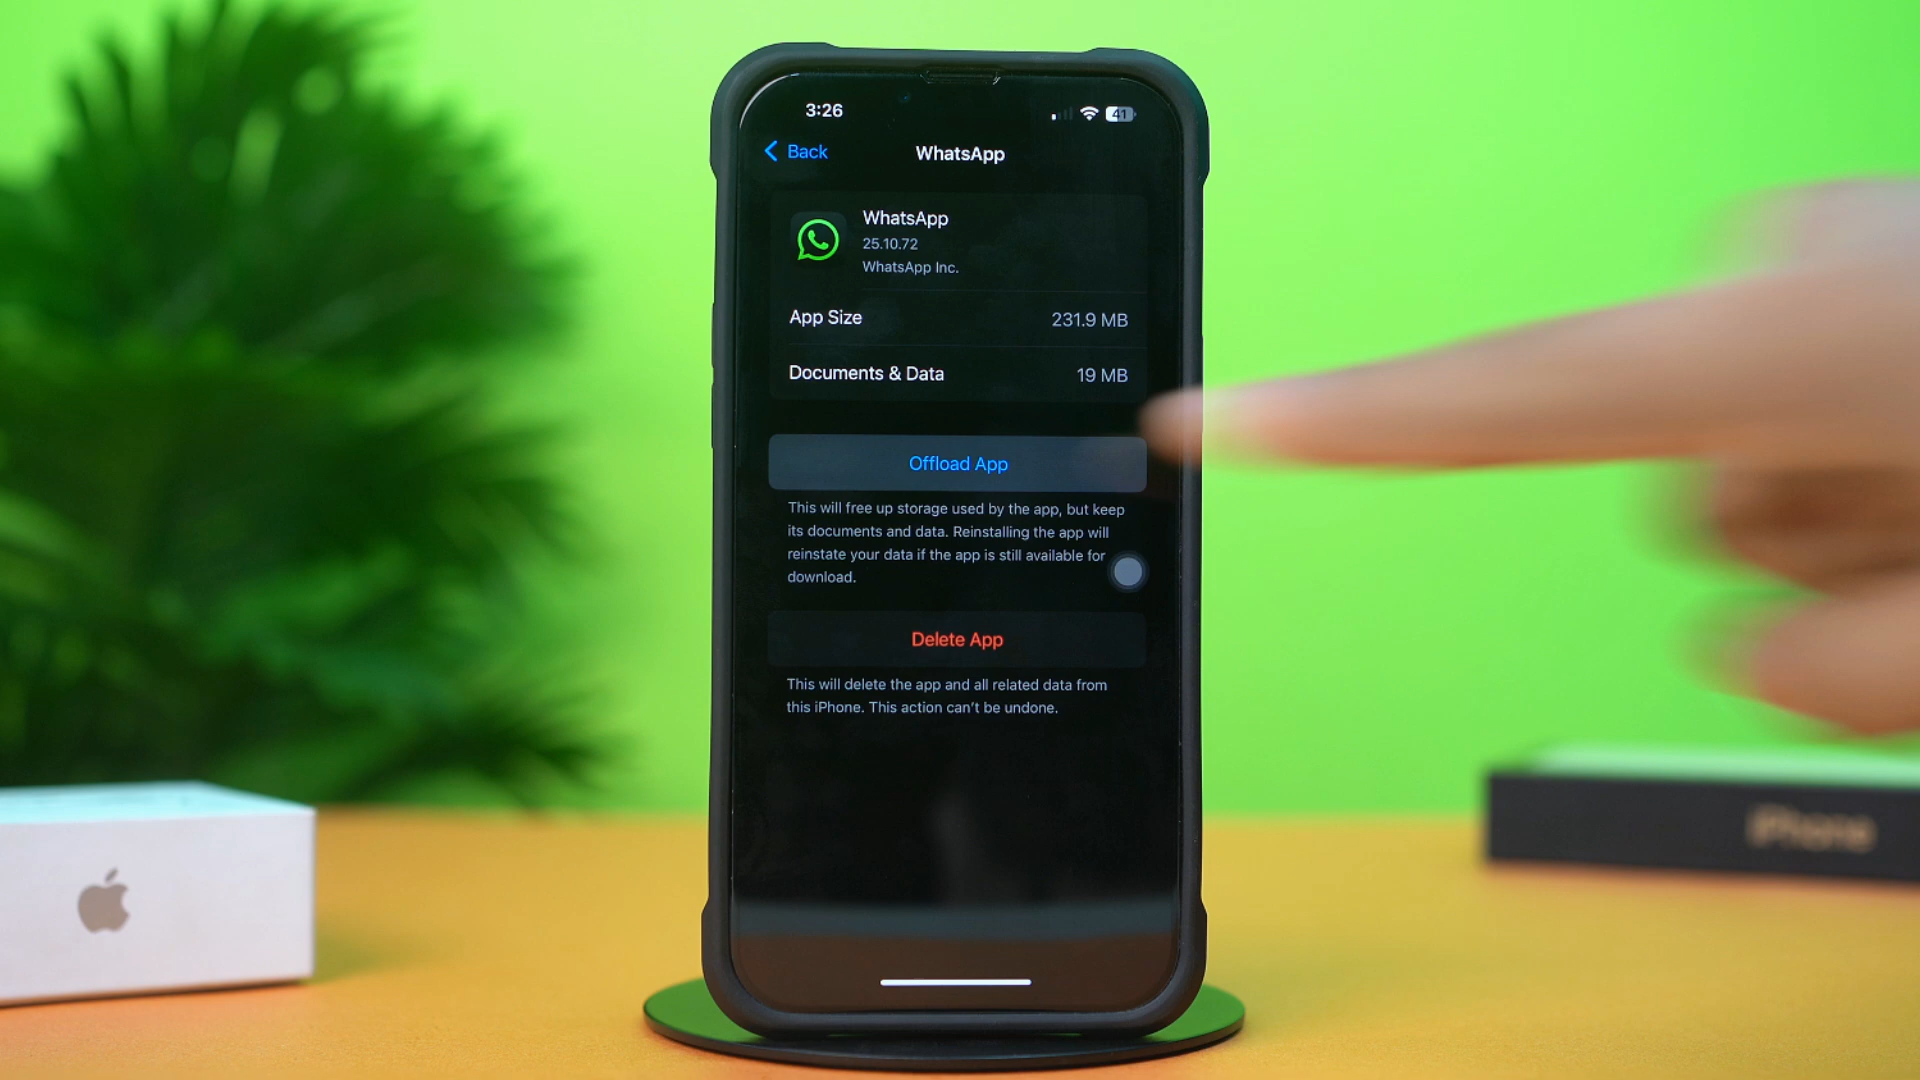 3:26
41
Back
WhatsApp
WhatsApp
25.10.72
WhatsApp Inc.
App Size
231.9 MB
Documents & Data
19 MB
Offload App
This will free up storage used by the app, but keep
its documents and data. Reinstalling the app will
reinstate your data if the app is still available for
download.
Delete App
This will delete the app and all related data from
this iPhone. This action can't be undone.
iPhone